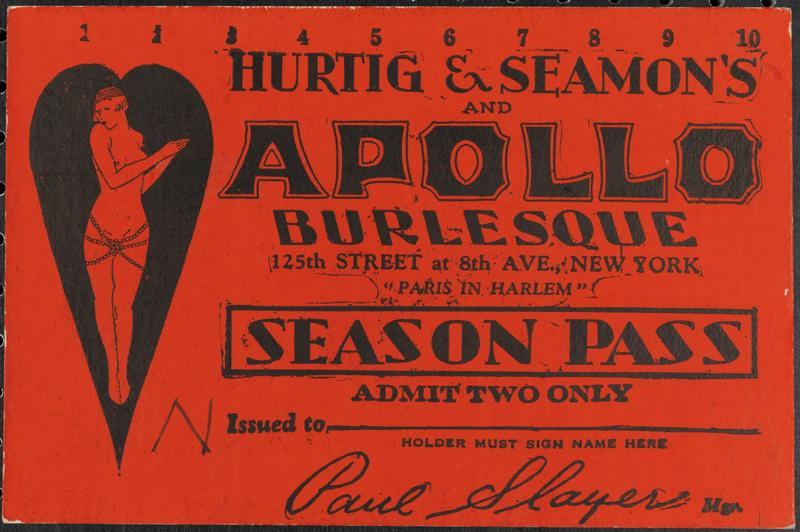 1 1 3 4 5 6 7 8 9 10
HURTIG & SEAMON'S
AND
APOLLO
BURLESQUE
125th STREET at 8th AVE., NEW YORK
"PARIS IN HARLEM"
SEASON PASS
ADMIT TWO ONLY
N
Issued to
HOLDER MUST SIGN NAME HERE
Paul Slayer Mgr.